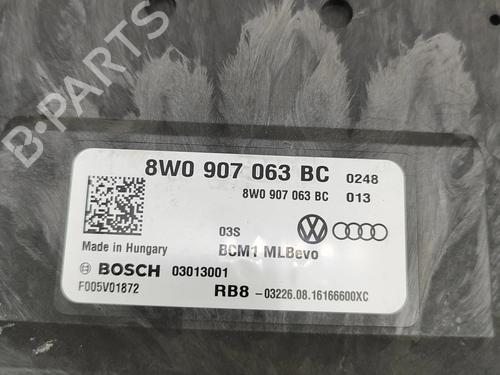 8W0 907 063 BC 0248
8W0 907 063 BC 013
03S
Made in Hungary
BCM1 MLBevo
BOSCH 03013001
F005V01872
RB8 -03226.08.16166600XC
B-PARTS